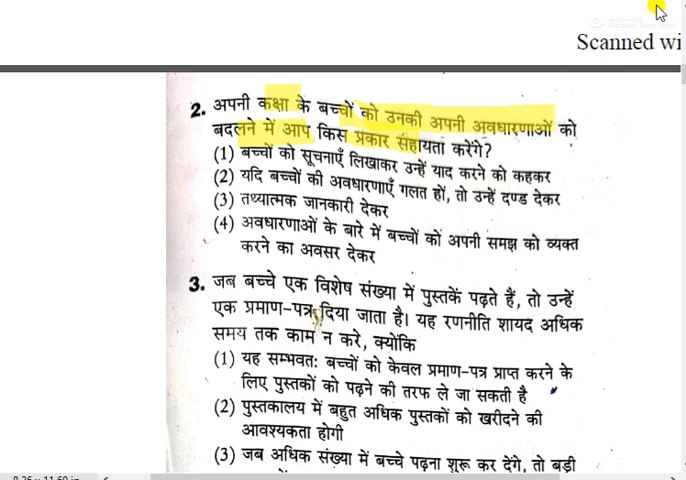 Scanned wi
2. अपनी कक्षा के बच्चों को उनकी अपनी अवधारणाओं को
बदलने में आप किस प्रकार सहायता करेंगे?
(1) बच्चों को सूचनाएँ लिखाकर उन्हें याद करने को कहकर
(2) यदि बच्चों की अवधारणाएँ गलत हों, तो उन्हें दण्ड देकर
(3) तथ्यात्मक जानकारी देकर
(4) अवधारणाओं के बारे में बच्चों को अपनी समझ को व्यक्त
करने का अवसर देकर
3. जब बच्चे एक विशेष संख्या में पुस्तकें पढ़ते हैं, तो उन्हें
एक प्रमाण-पत्र दिया जाता है। यह रणनीति शायद अधिक
समय तक काम न करे, क्योंकि
(1) यह सम्भवतः बच्चों को केवल प्रमाण-पत्र प्राप्त करने के
लिए पुस्तकों को पढ़ने की तरफ ले जा सकती है
(2) पुस्तकालय में बहुत अधिक पुस्तकों को खरीदने की
आवश्यकता होगी
(3) जब अधिक संख्या में बच्चे पढ़ना शुरू कर देंगे, तो बड़ी